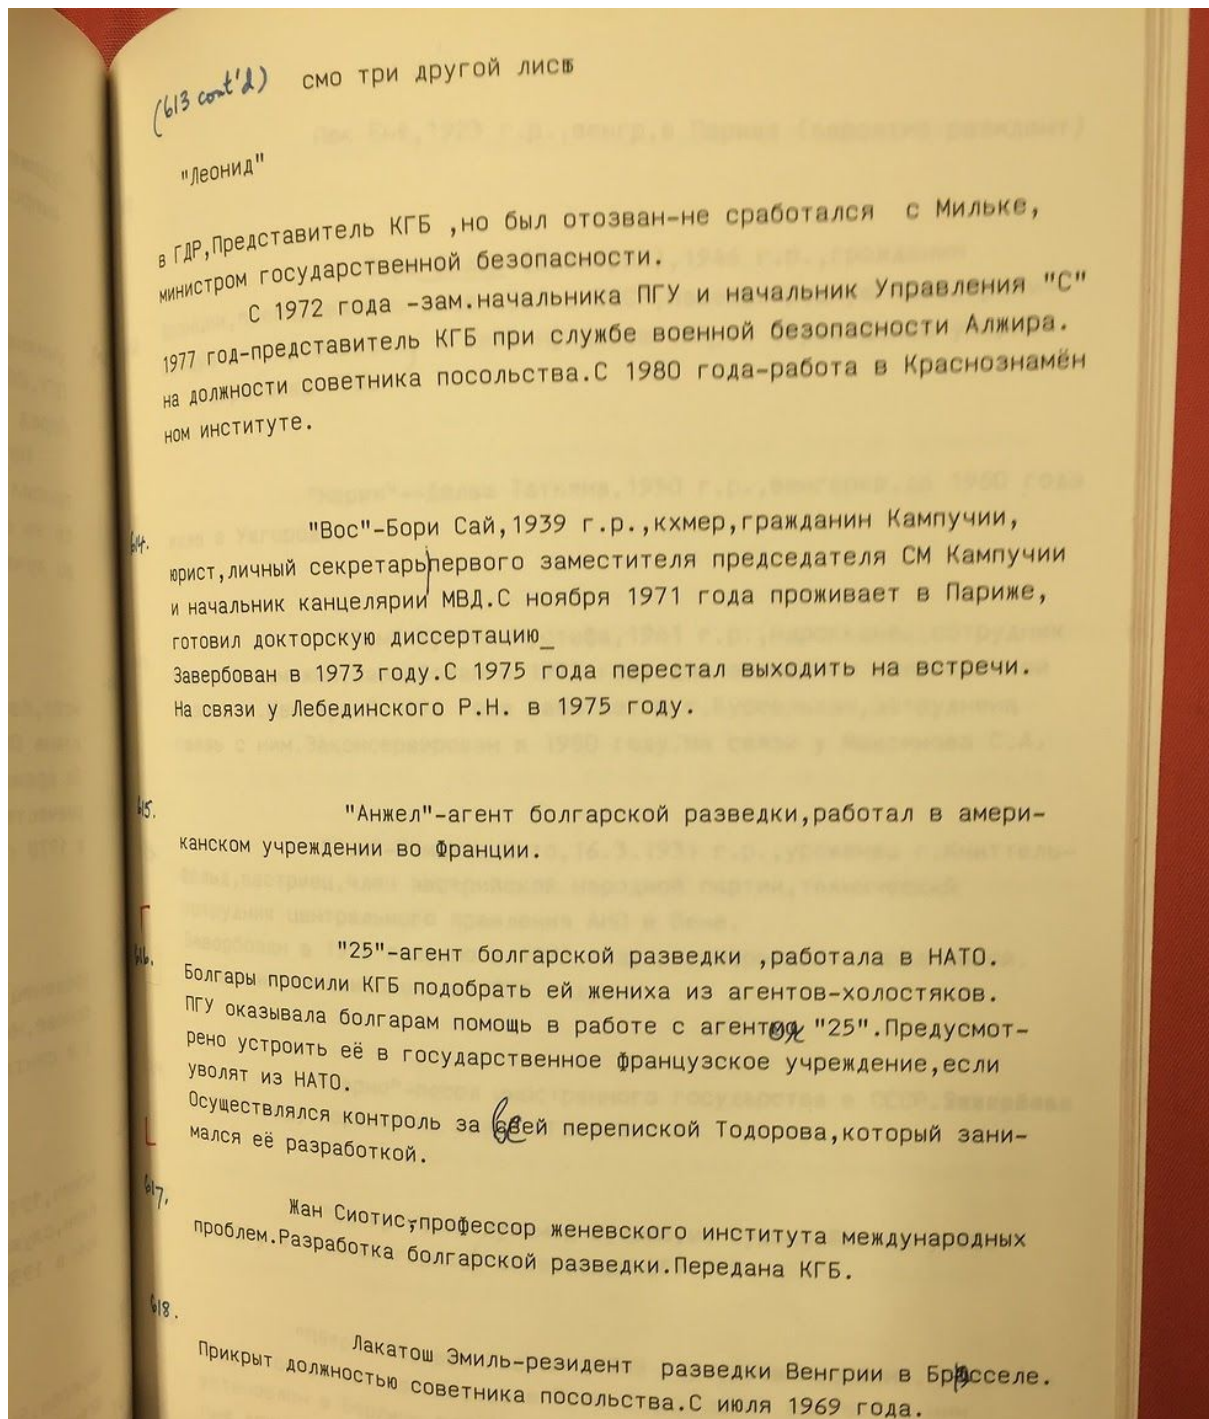 (613 cont'd) смо три другой лист
"Леонид"
в ГДР,Представитель КГБ ,но был отозван-не сработался с Мильке,
министром государственной безопасности.
С 1972 года -зам.начальника ПГУ и начальник Управления "С"
1977 год-представитель КГБ при службе военной безопасности Алжира.
на должности советника посольства.С 1980 года-работа в Краснознамён
ном институте.
614. "Вос"-Бори Сай,1939 г.р.,кхмер,гражданин Кампучии,
юрист,личный секретарь первого заместителя председателя СМ Кампучии
и начальник канцелярии МВД.С ноября 1971 года проживает в Париже,
готовил докторскую диссертацию_
Завербован в 1973 году.С 1975 года перестал выходить на встречи.
На связи у Лебединского Р.Н. в 1975 году.
615. "Анжел"-агент болгарской разведки,работал в амери-
канском учреждении во Франции.
616. "25"-агент болгарской разведки ,работала в НАТО.
Болгары просили КГБ подобрать ей жениха из агентов-холостяков.
ПГУ оказывала болгарам помощь в работе с "25".Предусмот-
рено устроить её в государственное французское учреждение,если
уволят из НАТО.
Осуществлялся контроль за всей перепиской Тодорова,который зани-
мался её разработкой.
617. Жан Сиотис,профессор женевского института международных
проблем.Разработка болгарской разведки.Передана КГБ.
618. Лакатош Эмиль-резидент разведки Венгрии в Брюсселе.
Прикрыт должностью советника посольства.С июля 1969 года.